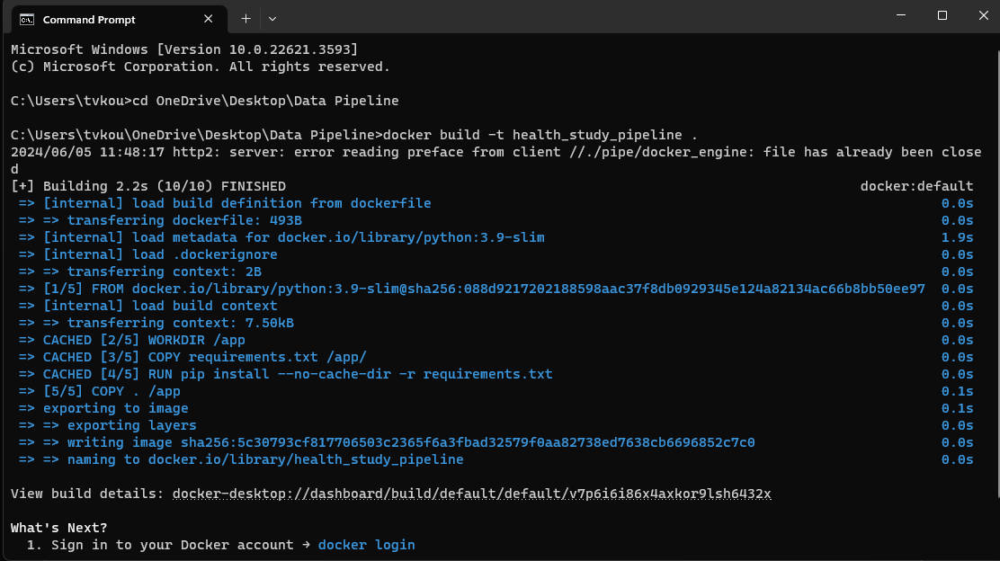 Command Prompt
Microsoft Windows [Version 10.0.22621.3593]
(c) Microsoft Corporation. All rights reserved.
C:\Users\tvkou>cd OneDrive\Desktop\Data Pipeline
C:\Users\tvkou\OneDrive\Desktop\Data Pipeline>docker build -t health_study_pipeline .
2024/06/05 11:48:17 http2: server: error reading preface from client //./pipe/docker_engine: file has already been close
d
[+] Building 2.2s (10/10) FINISHED docker:default
=> [internal] load build definition from dockerfile 0.0s
=> => transferring dockerfile: 493B 0.0s
=> [internal] load metadata for docker.io/library/python:3.9-slim 1.9s
=> [internal] load .dockerignore 0.0s
=> => transferring context: 2B 0.0s
=> [1/5] FROM docker.io/library/python:3.9-slim@sha256:088d9217202188598aac37f8db0929345e124a82134ac66b8bb50ee97 0.0s
=> [internal] load build context 0.0s
=> => transferring context: 7.50kB 0.0s
=> CACHED [2/5] WORKDIR /app 0.0s
=> CACHED [3/5] COPY requirements.txt /app/ 0.0s
=> CACHED [4/5] RUN pip install --no-cache-dir -r requirements.txt 0.0s
=> [5/5] COPY . /app 0.1s
=> exporting to image 0.1s
=> => exporting layers 0.0s
=> => writing image sha256:5c30793cf817706503c2365f6a3fbad32579f0aa82738ed7638cb6696852c7c0 0.0s
=> => naming to docker.io/library/health_study_pipeline 0.0s
View build details: docker-desktop://dashboard/build/default/default/v7p6i6i86x4axkor9lsh6432x
What's Next?
1. Sign in to your Docker account → docker login